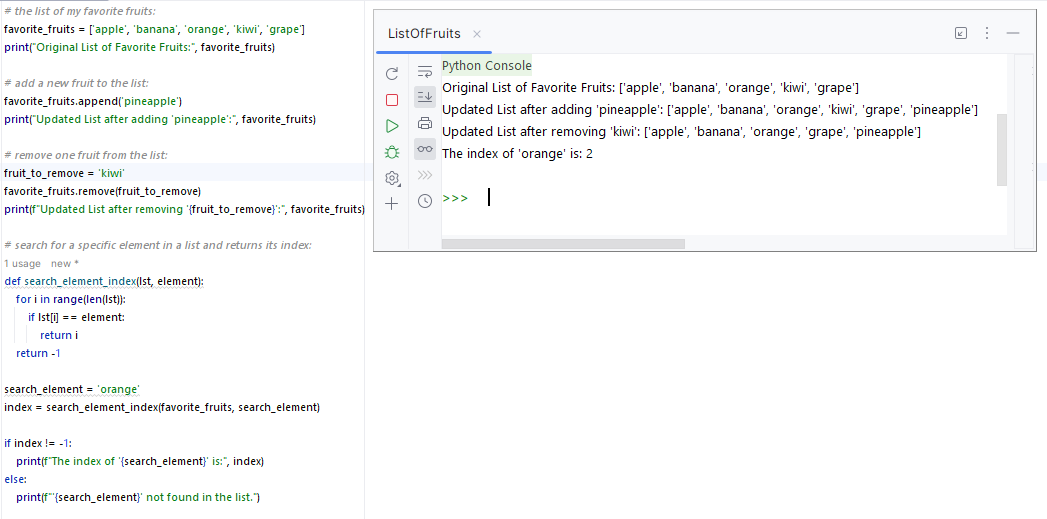 # the list of my favorite fruits:
favorite_fruits = ['apple', 'banana', 'orange', 'kiwi', 'grape']
print("Original List of Favorite Fruits:", favorite_fruits)
# add a new fruit to the list:
favorite_fruits.append('pineapple')
print("Updated List after adding 'pineapple':", favorite_fruits)
# remove one fruit from the list:
fruit_to_remove = 'kiwi'
favorite_fruits.remove(fruit_to_remove)
print(f"Updated List after removing '{fruit_to_remove}':", favorite_fruits)
# search for a specific element in a list and returns its index:
1 usage new *
def search_element_index(lst, element):
for i in range(len(lst)):
if lst[i] == element:
return i
return -1
search_element = 'orange'
index = search_element_index(favorite_fruits, search_element)
if index != -1:
print(f"The index of '{search_element}' is:", index)
else:
print(f"'{search_element}' not found in the list.")
ListOfFruits
Python Console
Original List of Favorite Fruits: ['apple', 'banana', 'orange', 'kiwi', 'grape']
Updated List after adding 'pineapple': ['apple', 'banana', 'orange', 'kiwi', 'grape', 'pineapple']
Updated List after removing 'kiwi': ['apple', 'banana', 'orange', 'grape', 'pineapple']
The index of 'orange' is: 2
>>>